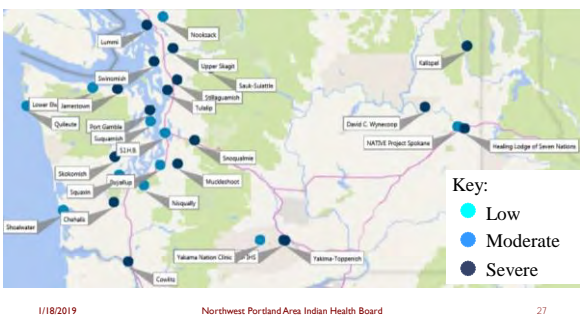 Nooksack
Lummi
Upper Skagit
Kalispel
Swinomish
Sauk-Suiattle
Stillaguamish
Lower
Jamestown
Tulalip
Quileute
Port Gamble
David C. Wynecoop
Suquamish
NATIVE Project Spokane
S.I.H.B.
Healing Lodge of Seven Nations
Snoqualmie
Skokomish
Muckleshoot
Key:
Squaxin
Puyallup
Low
Nisqually
Shoalwater
Chehalis
Moderate
Yakama Nation Clinic
IHS
Yakima-Toppenish
Severe
Cowlitz
1/18/2019
Northwest Portland Area Indian Health Board
27